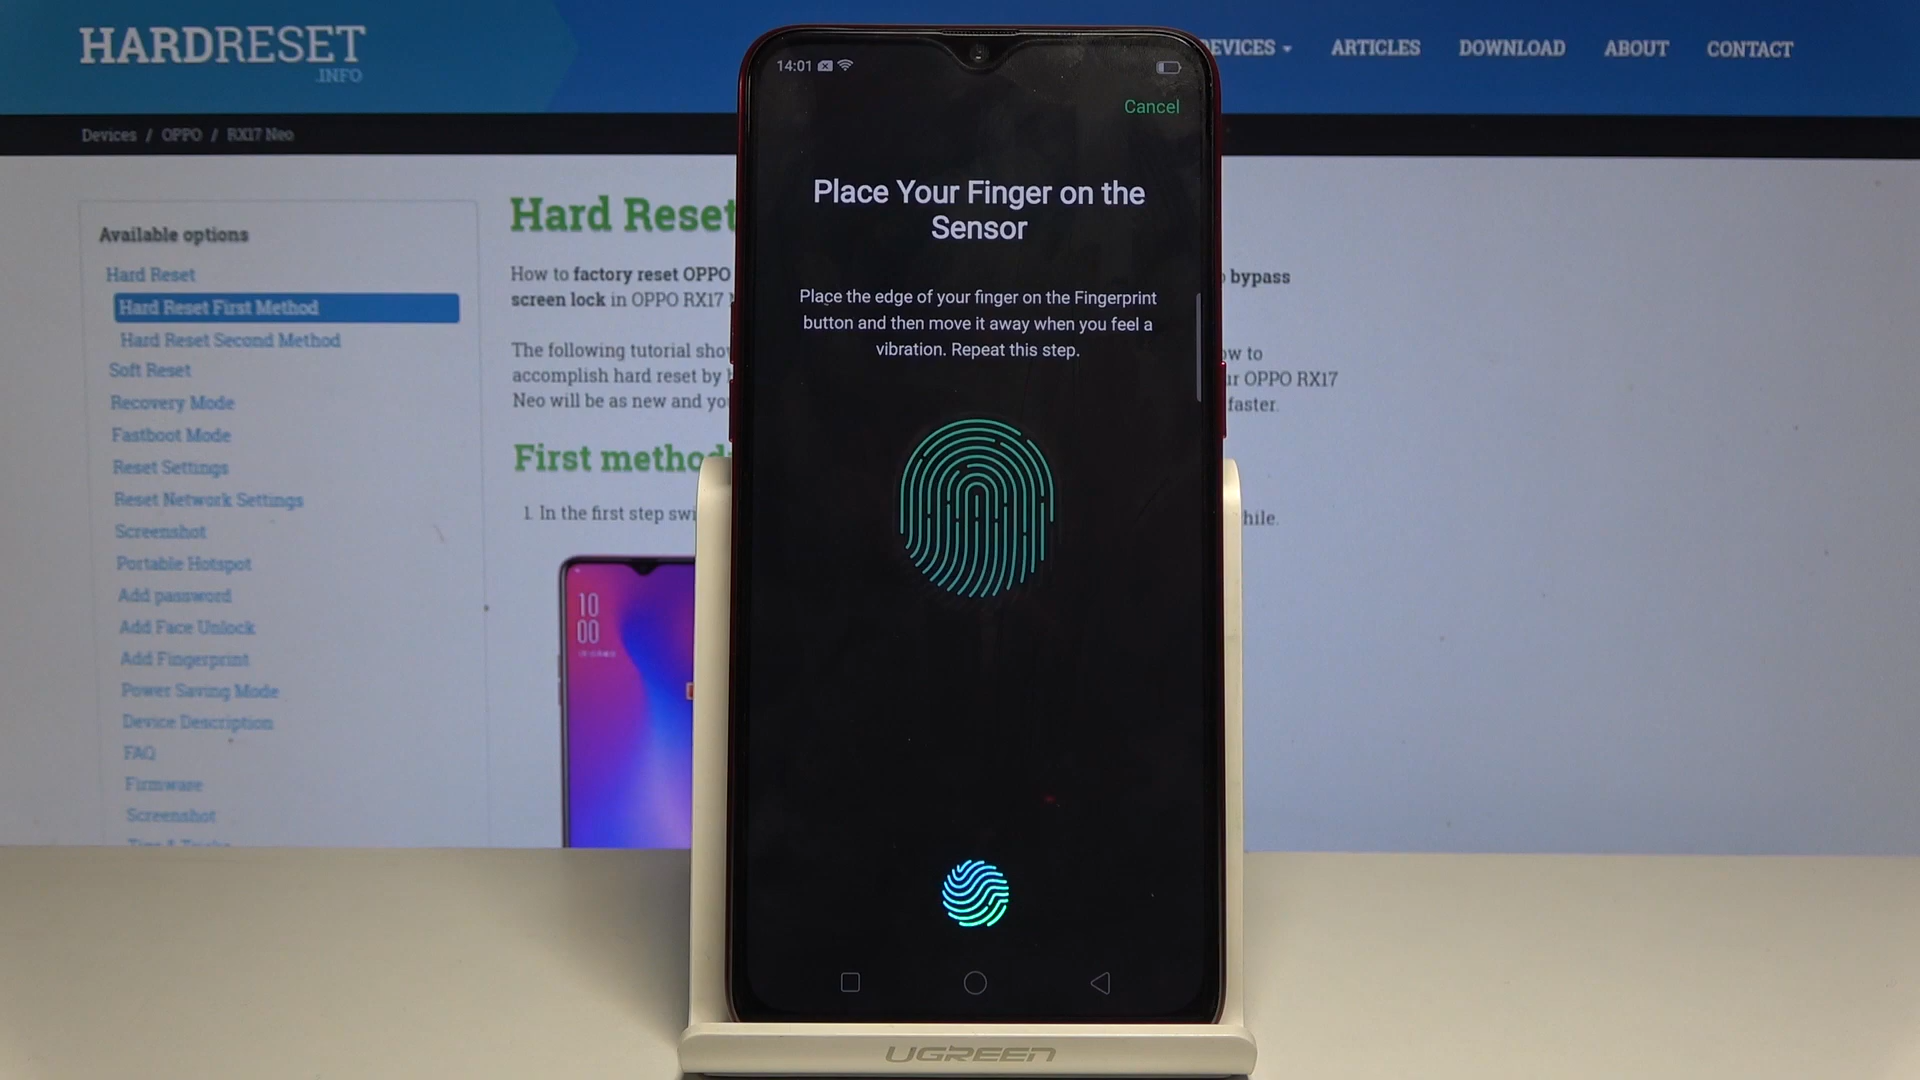 HARDRESET
.INFO
DEVICES
ARTICLES
DOWNLOAD
ABOUT
CONTACT
Devices / OPPO / RX17 Neo
Available options
Hard Reset
Hard Reset First Method
Hard Reset Second Method
Soft Reset
Recovery Mode
Fastboot Mode
Reset Settings
Reset Network Settings
Screenshot
Portable Hotspot
Add password
Add Face Unlock
Add Fingerprint
Power Saving Mode
Device Description
FAQ
Firmware
Screenshot
Hard Reset
How to factory reset OPPO bypass
screen lock in OPPO RX17
The following tutorial
accomplish hard reset by OPPO RX17
Neo will be as new and faster.
First method
1. In the first step
10
00
14:01
Cancel
Place Your Finger on the
Sensor
Place the edge of your finger on the Fingerprint
button and then move it away when you feel a
vibration. Repeat this step.
UGREEN